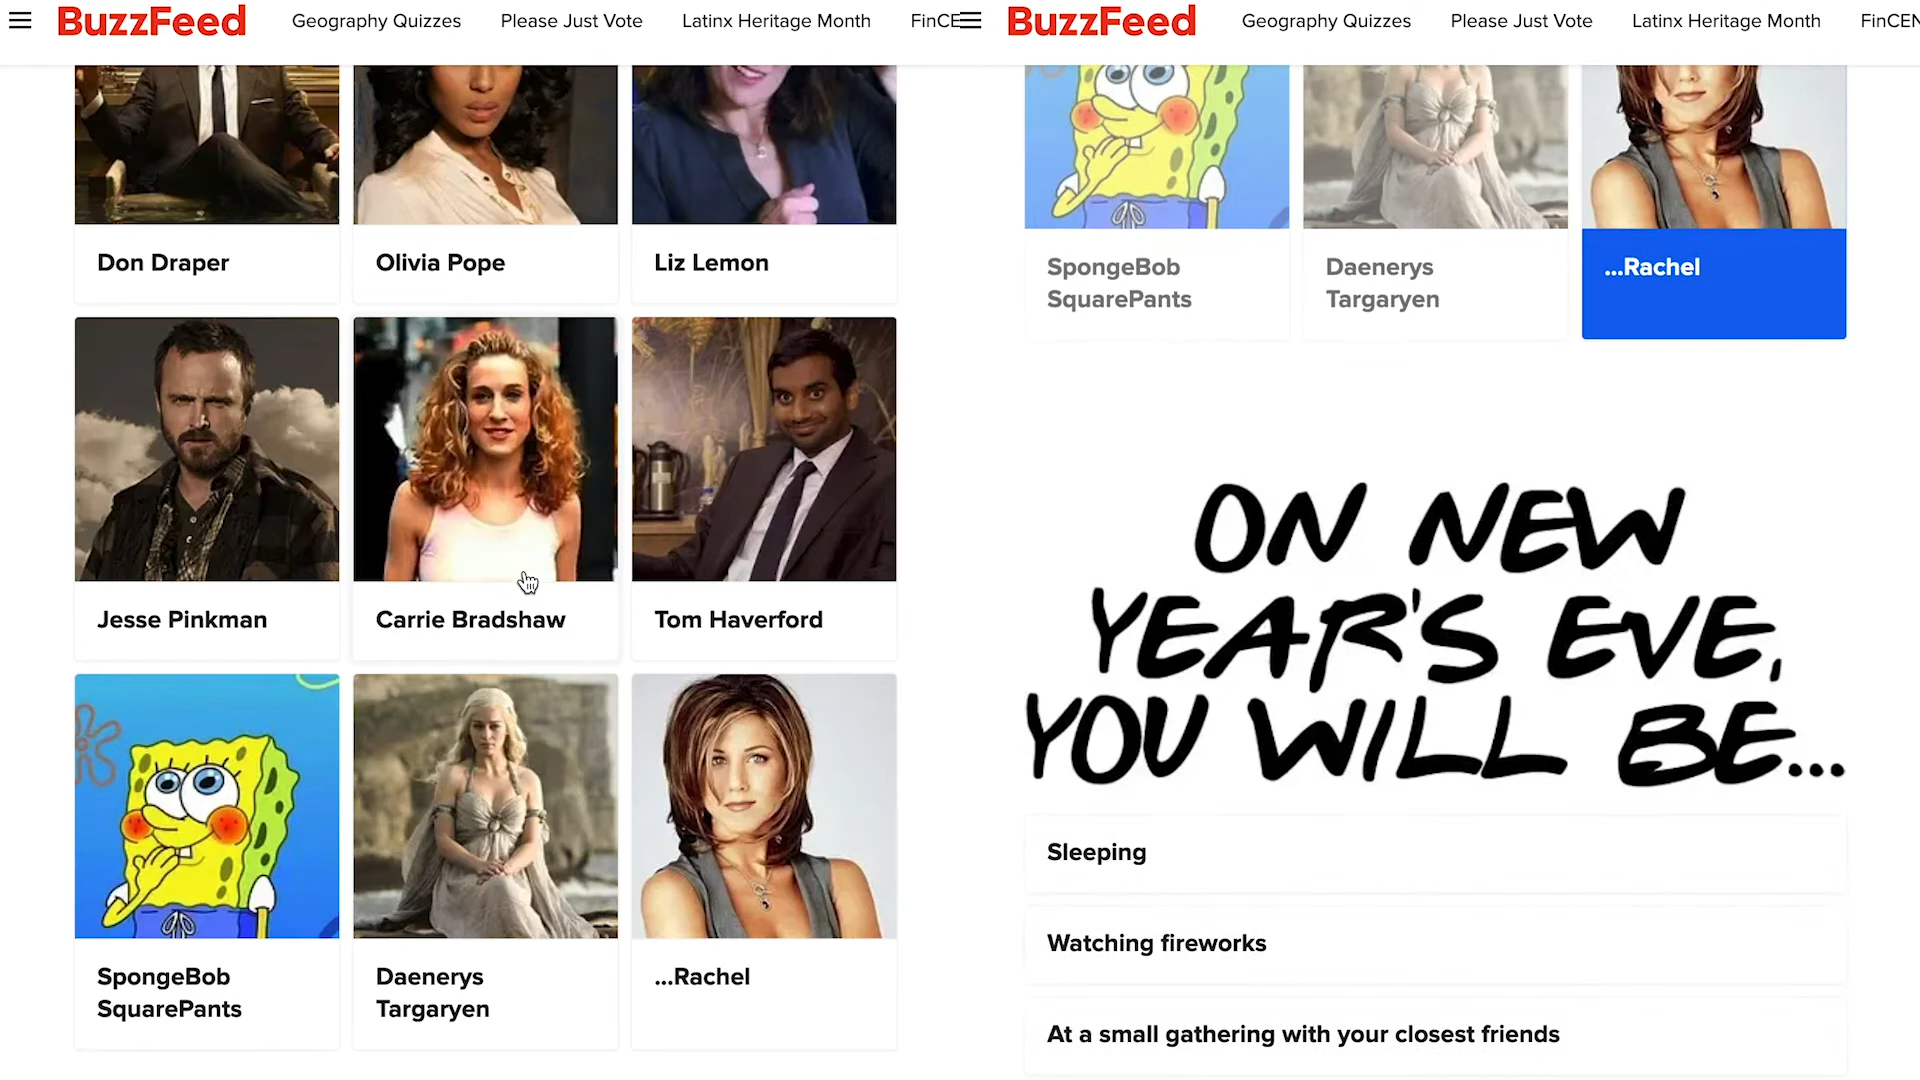 BuzzFeed Geography Quizzes Please Just Vote Latinx Heritage Month FinCE
Don Draper Olivia Pope Liz Lemon
Jesse Pinkman Carrie Bradshaw Tom Haverford
SpongeBob
SquarePants
Daenerys
Targaryen
...Rachel
BuzzFeed Geography Quizzes Please Just Vote Latinx Heritage Month FinCEN
SpongeBob
SquarePants
Daenerys
Targaryen
...Rachel
ON NEW
YEAR'S EVE,
YOU WILL BE...
Sleeping
Watching fireworks
At a small gathering with your closest friends